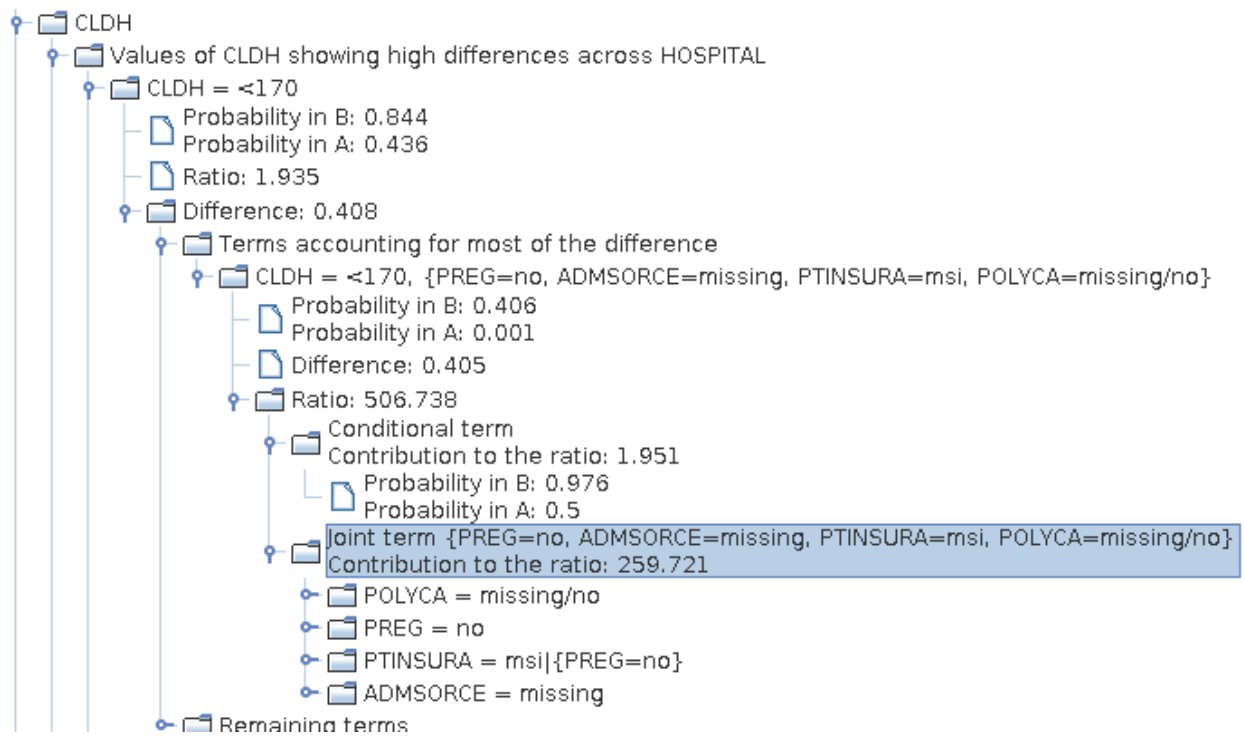 CLDH
Values of CLDH showing high differences across HOSPITAL
CLDH = <170
Probability in B: 0.844
Probability in A: 0.436
Ratio: 1.935
Difference: 0.408
Terms accounting for most of the difference
CLDH = <170, {PREG=no, ADMSORCE=missing, PTINSURA=msi, POLYCA=missing/no}
Probability in B: 0.406
Probability in A: 0.001
Difference: 0.405
Ratio: 506.738
Conditional term
Contribution to the ratio: 1.951
Probability in B: 0.976
Probability in A: 0.5
Joint term {PREG=no, ADMSORCE=missing, PTINSURA=msi, POLYCA=missing/no}
Contribution to the ratio: 259.721
POLYCA = missing/no
PREG = no
PTINSURA = msi|{PREG=no}
ADMSORCE = missing
Remaining terms